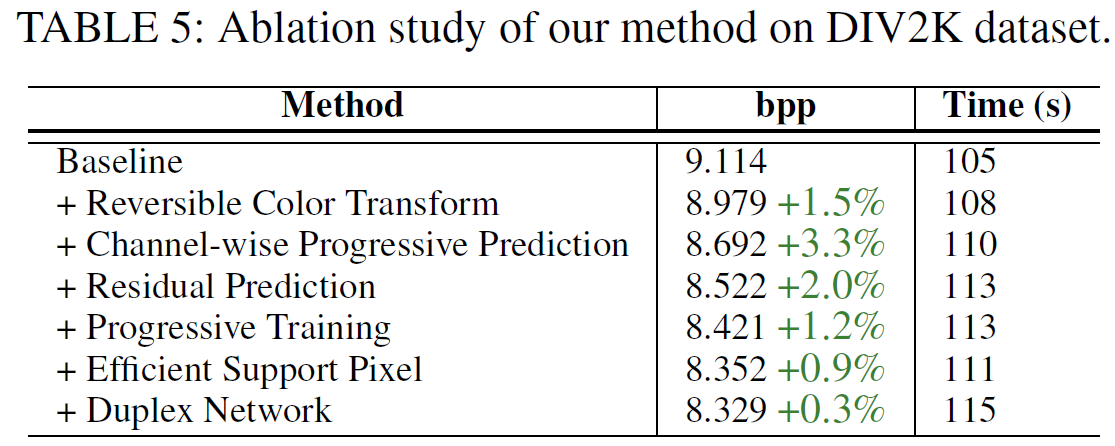 TABLE 5: Ablation study of our method on DIV2K dataset.
Method bpp Time (s)
Baseline 9.114 105
+ Reversible Color Transform 8.979 +1.5% 108
+ Channel-wise Progressive Prediction 8.692 +3.3% 110
+ Residual Prediction 8.522 +2.0% 113
+ Progressive Training 8.421 +1.2% 113
+ Efficient Support Pixel 8.352 +0.9% 111
+ Duplex Network 8.329 +0.3% 115